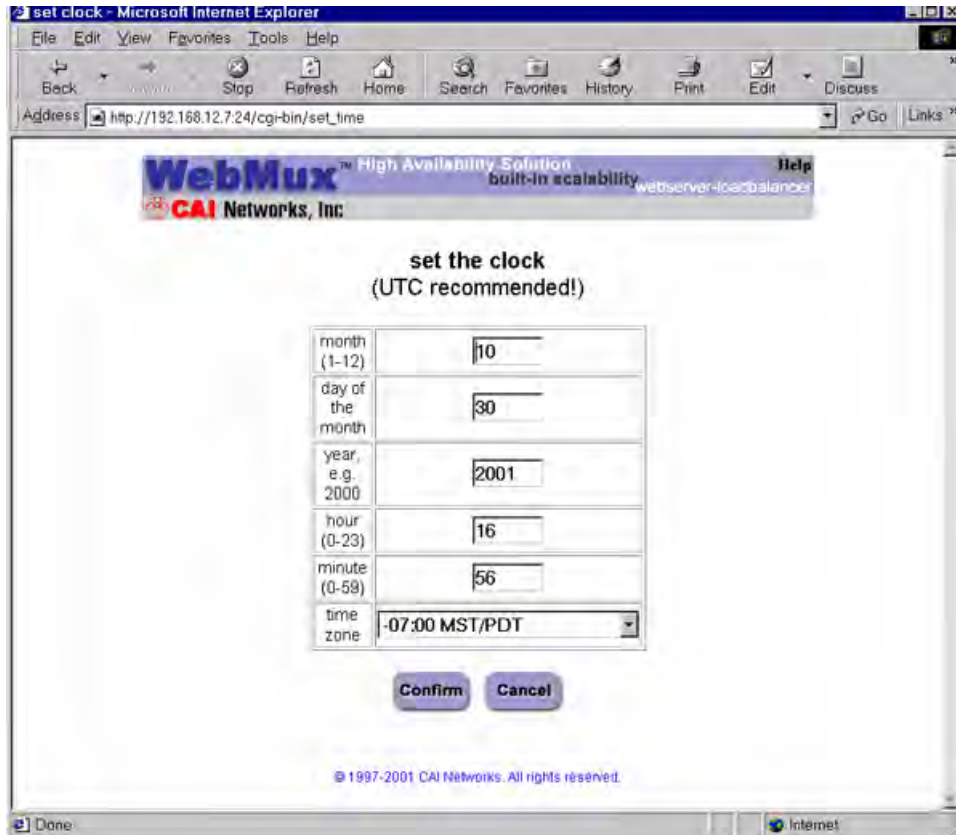 set clock - Microsoft Internet Explorer
File Edit View Favorites Tools Help
Back Stop Refresh Home Search Favorites History Print Edit Discuss
Address http://192.168.12.7:24/cgi-bin/set_time Go Links
WebMux™ High Availability Solution Help
built-in scalability
webserver-loadbalancer
CAI Networks, Inc
set the clock
(UTC recommended!)
month
(1-12)
10
day of
the
month
30
year,
e.g.
2000
2001
hour
(0-23)
16
minute
(0-59)
56
time
zone
-07:00 MST/PDT
Confirm Cancel
© 1997-2001 CAI Networks. All rights reserved.
Done Internet